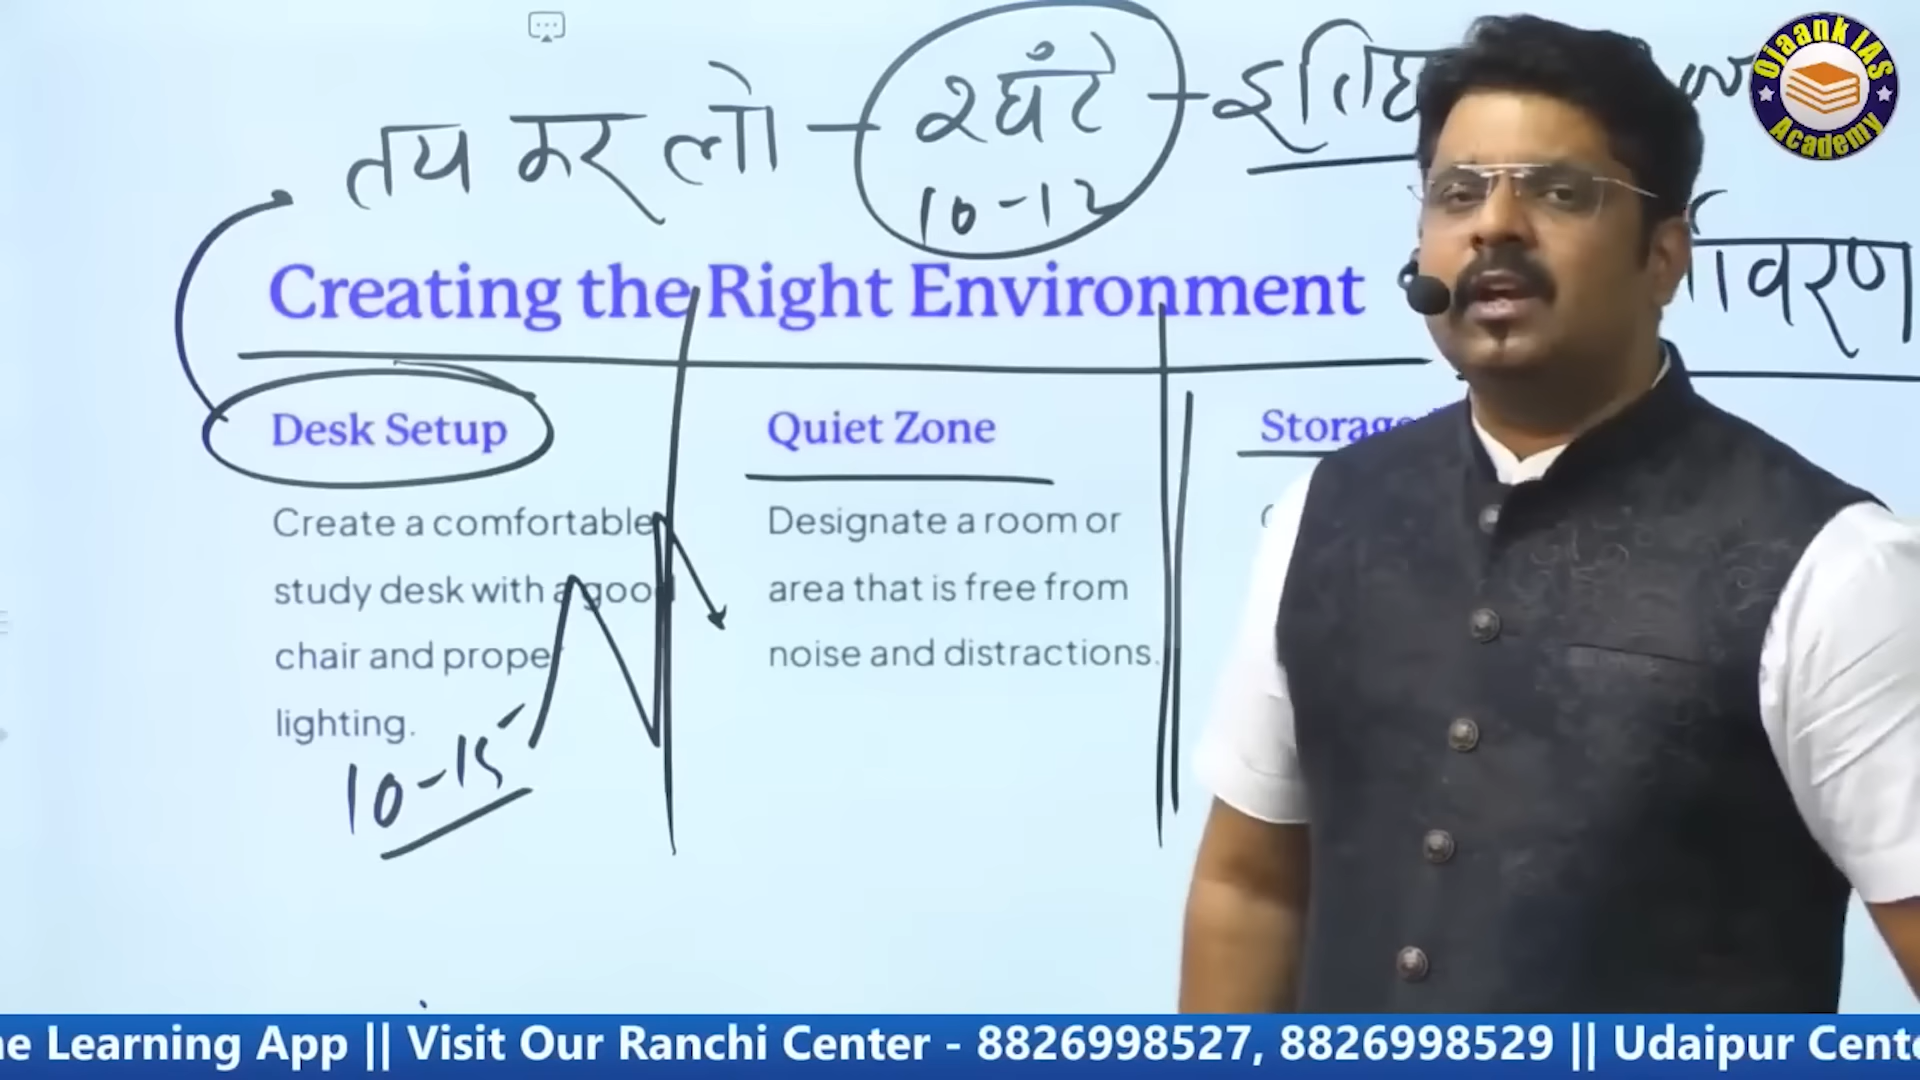 तय कर लो - २घंटे -
10-12
Creating the Right Environment
Desk Setup
Create a comfortable
study desk with a good
chair and proper
lighting.
10-15
Quiet Zone
Designate a room or
area that is free from
noise and distractions.
Ojaank IAS
Academy
Learning App || Visit Our Ranchi Center - 8826998527, 8826998529 || Udaipur